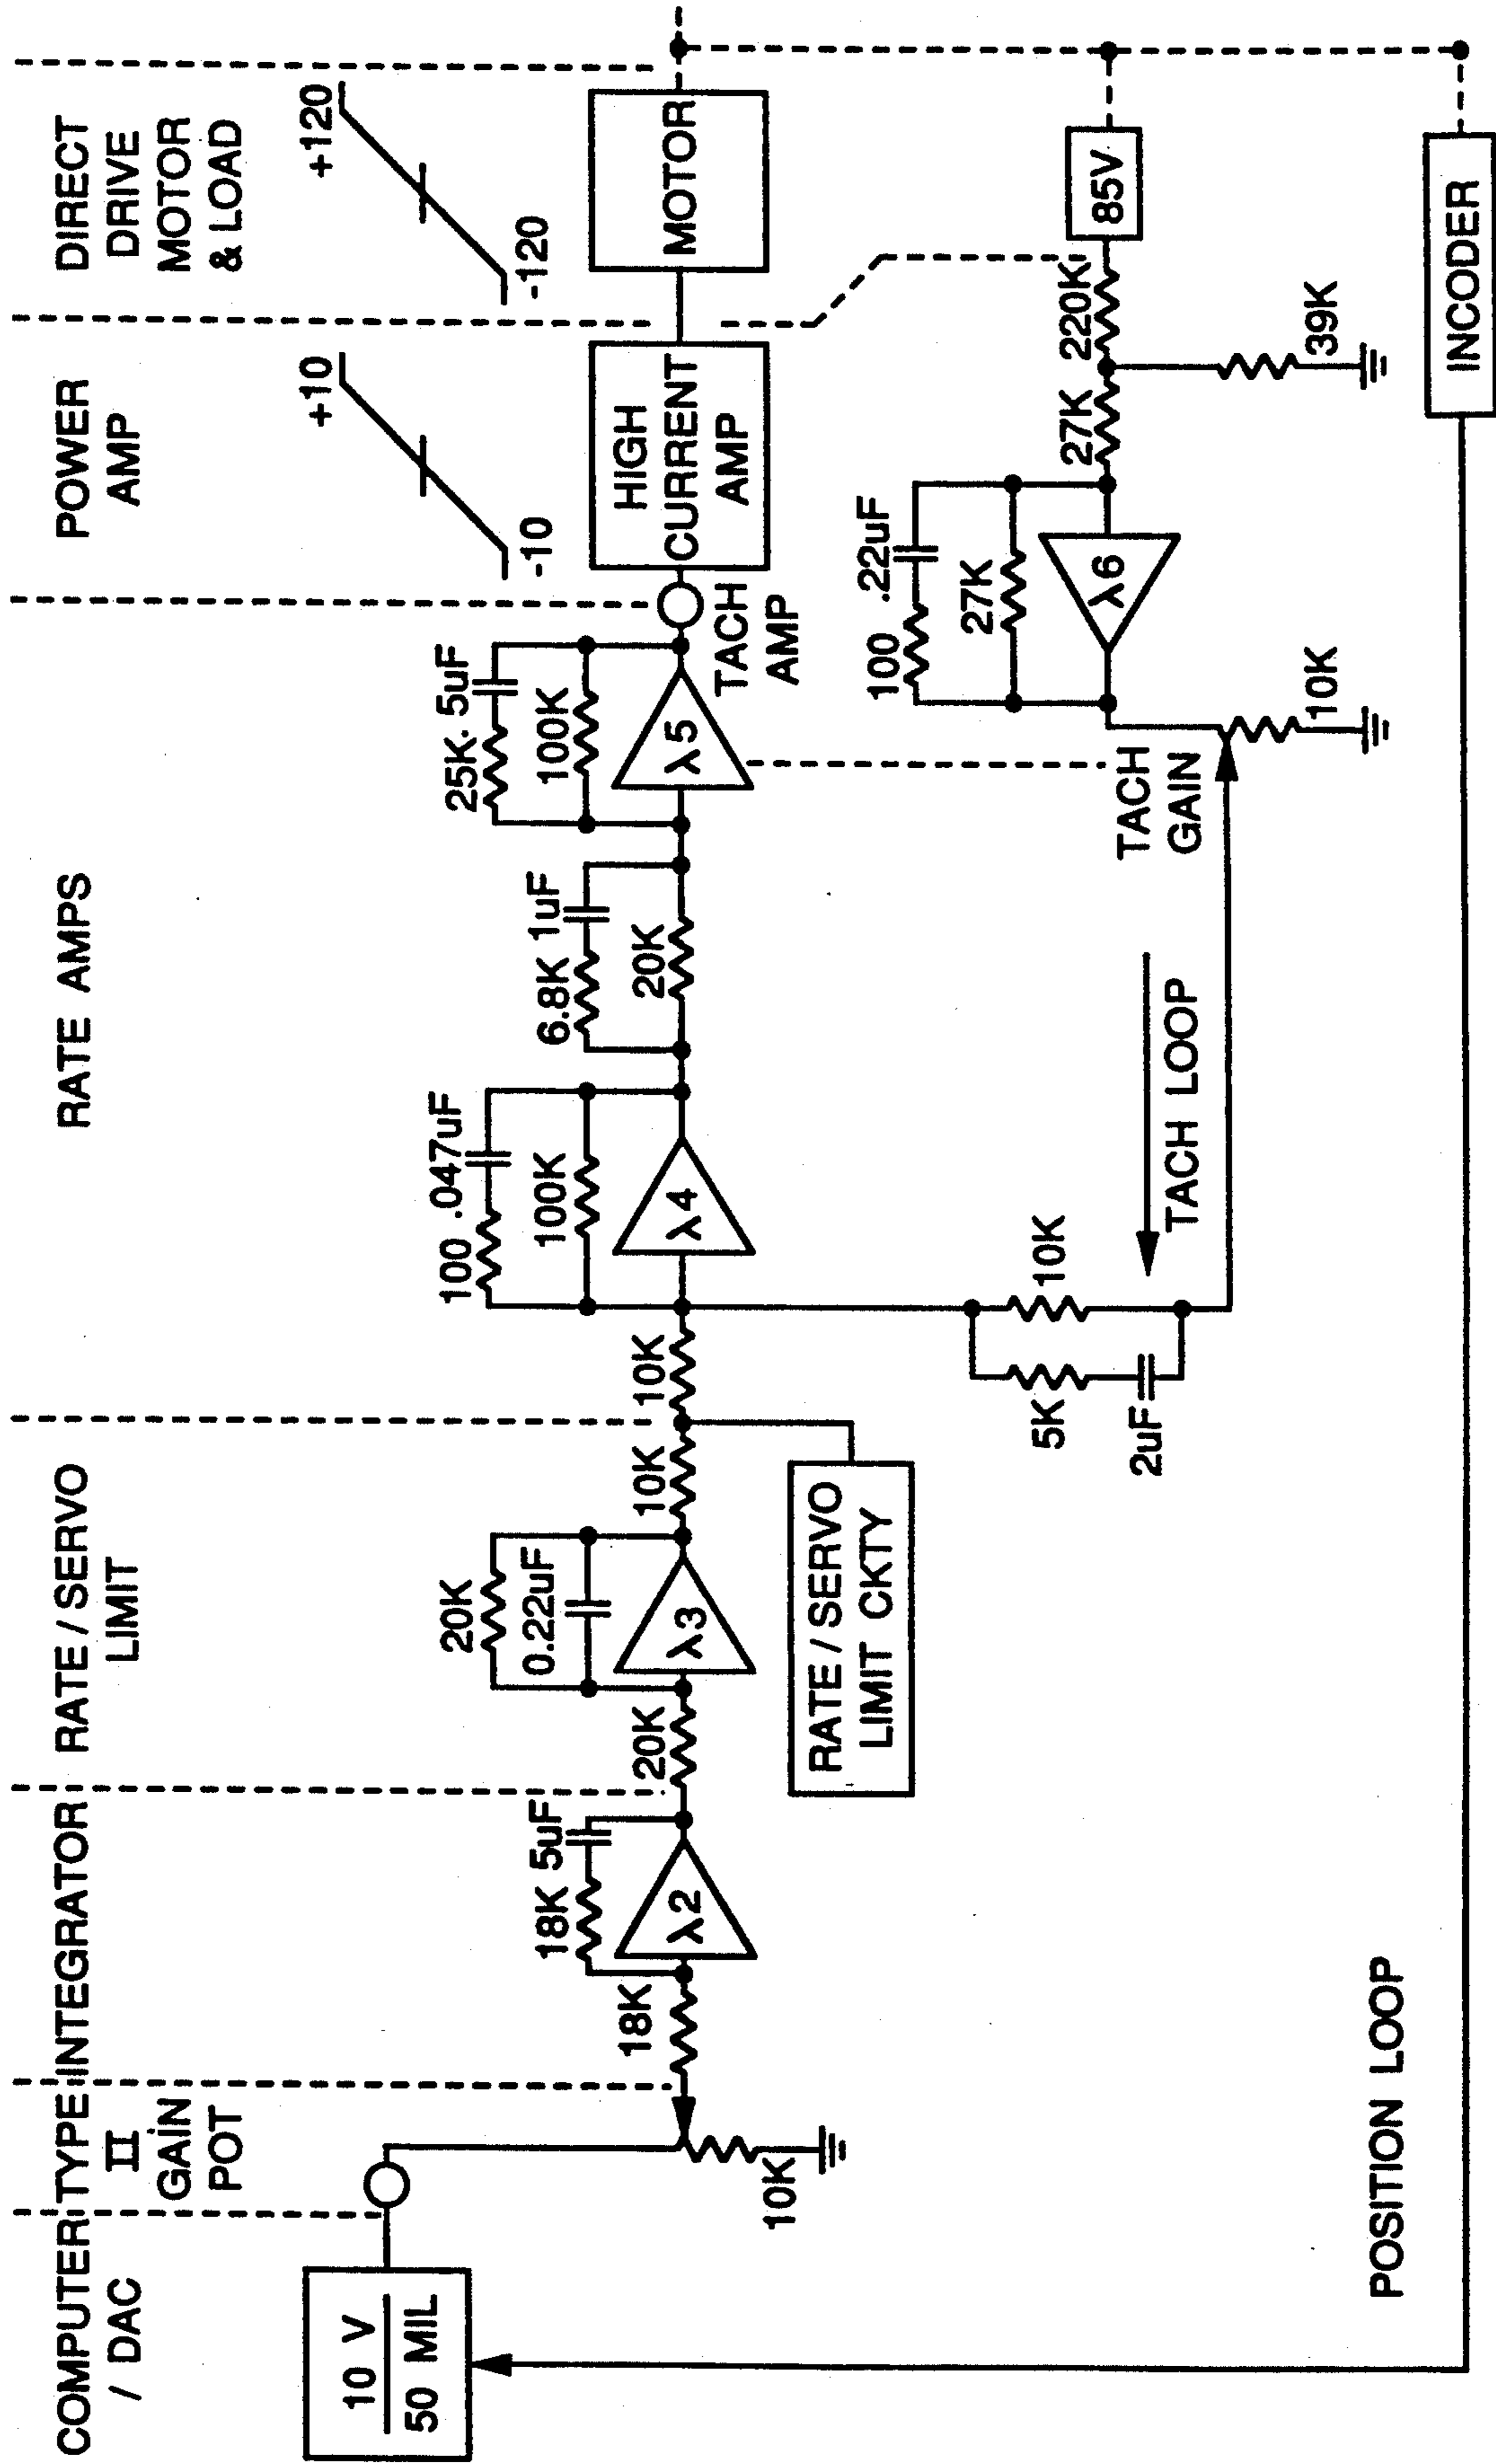 COMPUTER
/ DAC
TYPE
II
GAIN
POT
INTEGRATOR
RATE / SERVO
LIMIT
RATE AMPS
POWER
AMP
DIRECT
DRIVE
MOTOR
& LOAD
10 V
50 MIL
10K
18K
18K 5uF
λ2
20K
20K
0.22uF
λ3
10K
RATE / SERVO
LIMIT CKTY
10K
100 .047uF
100K
λ4
6.8K 1uF
20K
25K .5uF
100K
λ5
TACH
AMP
+10
-10
HIGH
CURRENT
AMP
+120
-120
MOTOR
5K
2uF
10K
TACH LOOP
TACH
GAIN
10K
100 .22uF
27K
λ6
27K
220K
39K
85V
POSITION LOOP
INCODER